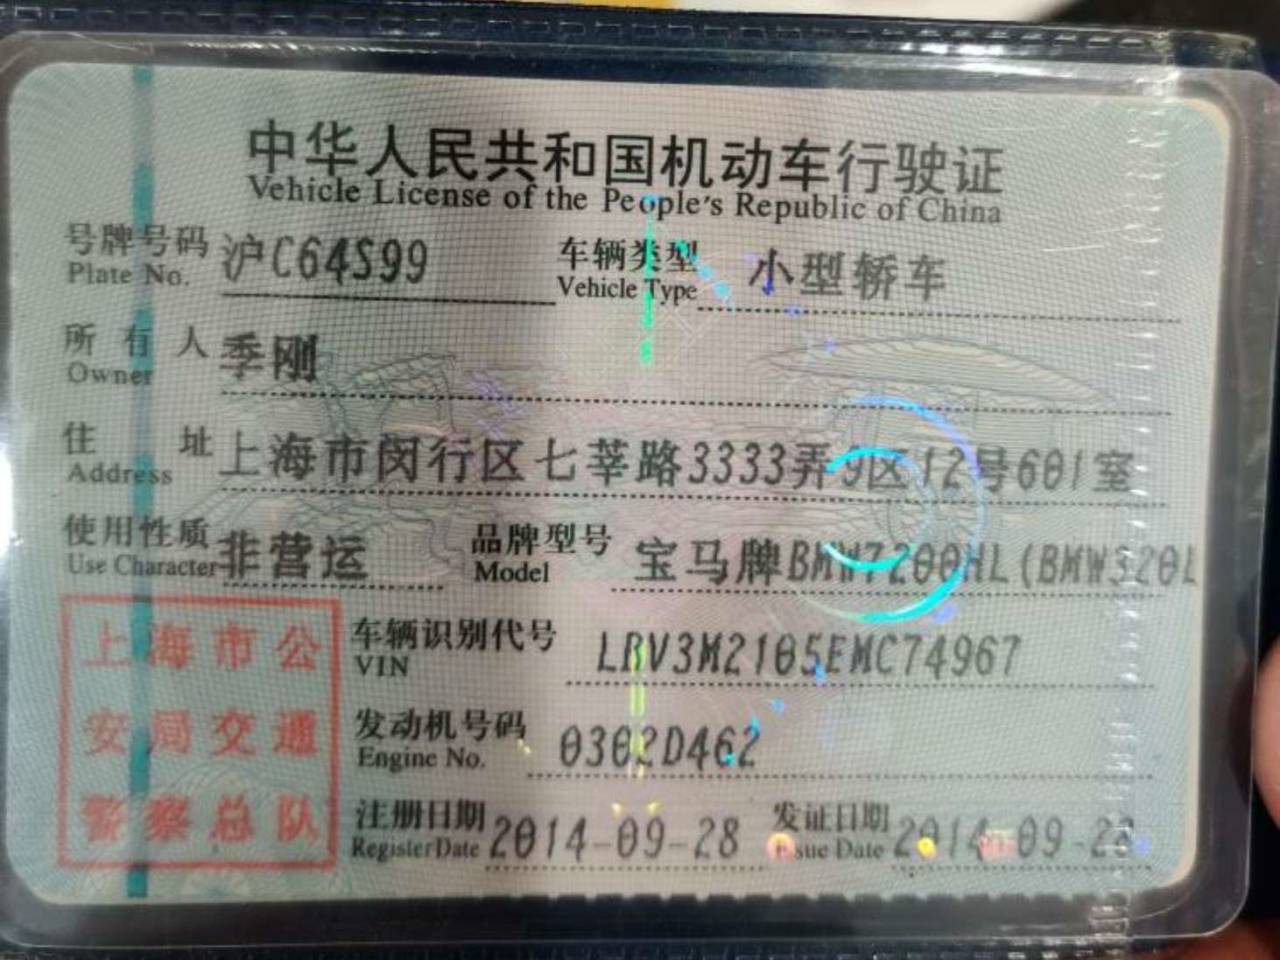 中华人民共和国机动车行驶证
Vehicle License of the People's Republic of China
号牌号码 沪C64S99 车辆类型 小型轿车
Plate No. Vehicle Type
所有人 季刚
Owner
住址 上海市闵行区七莘路3333弄9区12号601室
Address
使用性质 非营运 品牌型号 宝马牌BMW7200HL(BMW320L
Use Character Model
上海市公
安局交通
警察总队
车辆识别代号 LBV3M2105EMC74967
VIN
发动机号码 0302D462
Engine No.
注册日期 2014-09-28 发证日期 2014-09-28
Register Date Issue Date